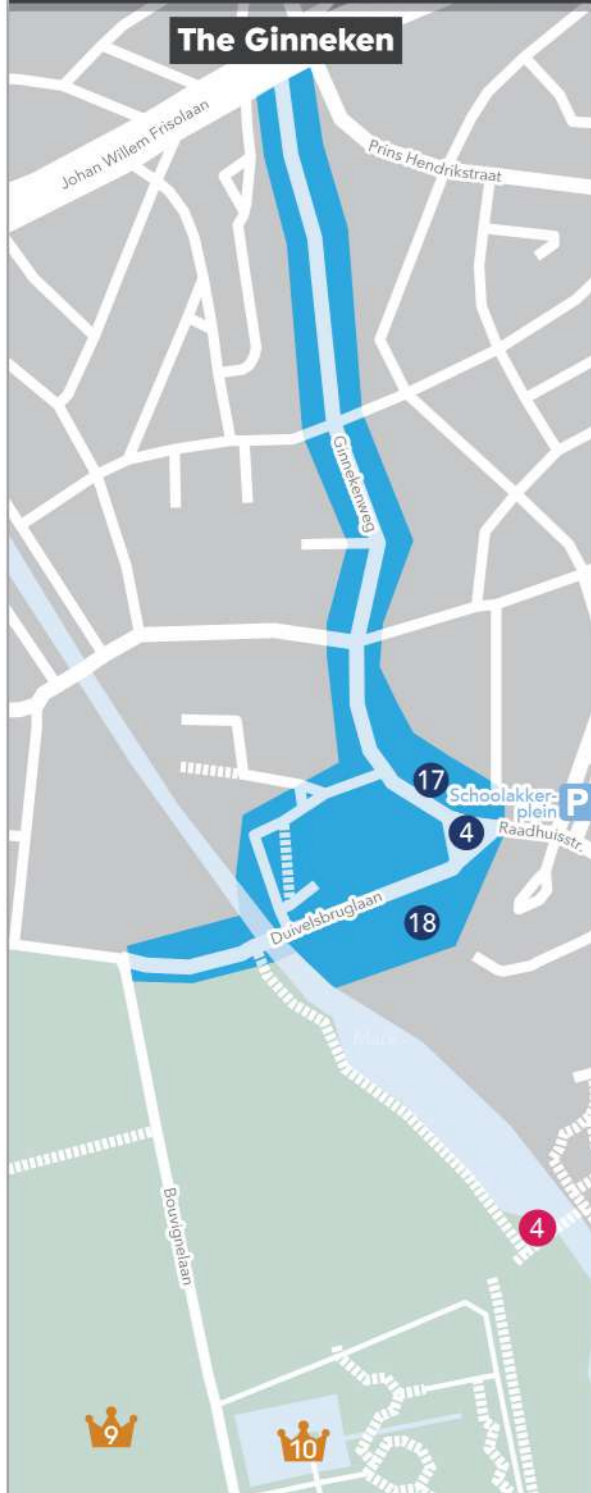 The Ginneken
Johan Willem Frisolaan
Prins Hendrikstraat
Ginnekenweg
17
Schoolakker-
plein
P
4
Raadhuisstr.
18
Duivelsbruglaan
Mark
4
Bouvignelaan
9
10